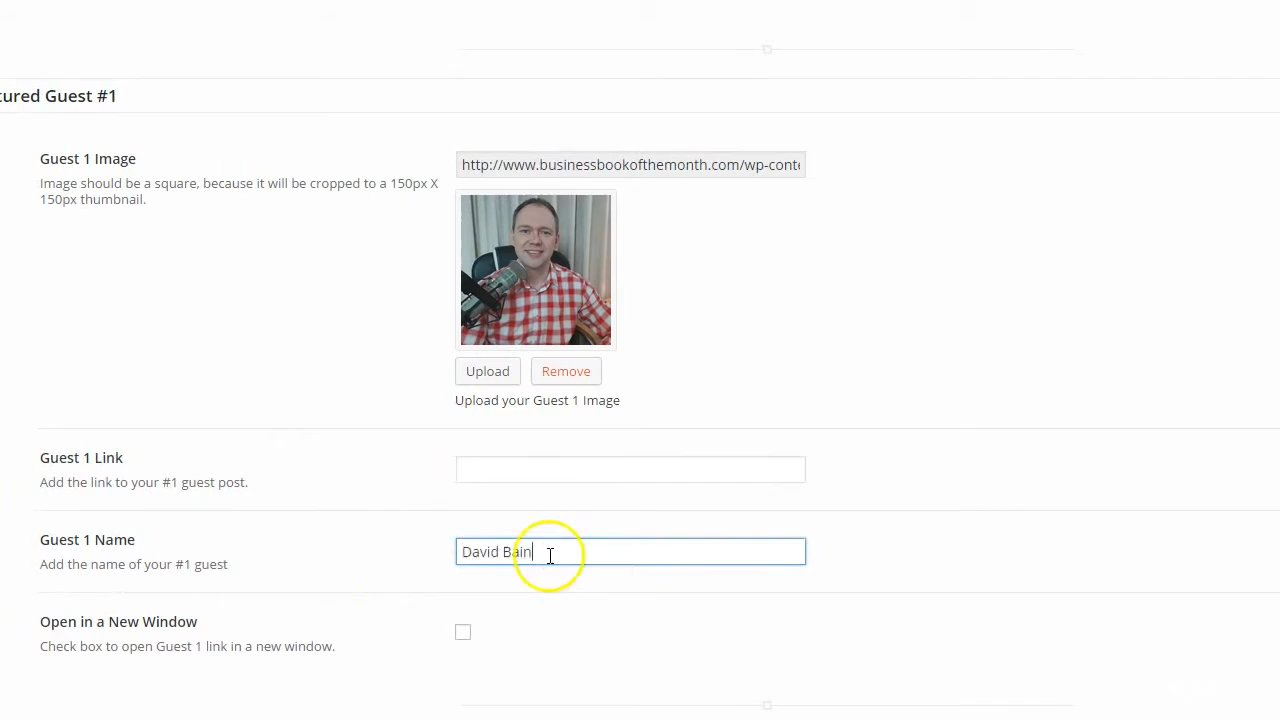 tured Guest #1
Guest 1 Image
Image should be a square, because it will be cropped to a 150px X
150px thumbnail.
http://www.businessbookofthemonth.com/wp-conte
Upload
Remove
Upload your Guest 1 Image
Guest 1 Link
Add the link to your #1 guest post.
Guest 1 Name
Add the name of your #1 guest
David Bain
Open in a New Window
Check box to open Guest 1 link in a new window.